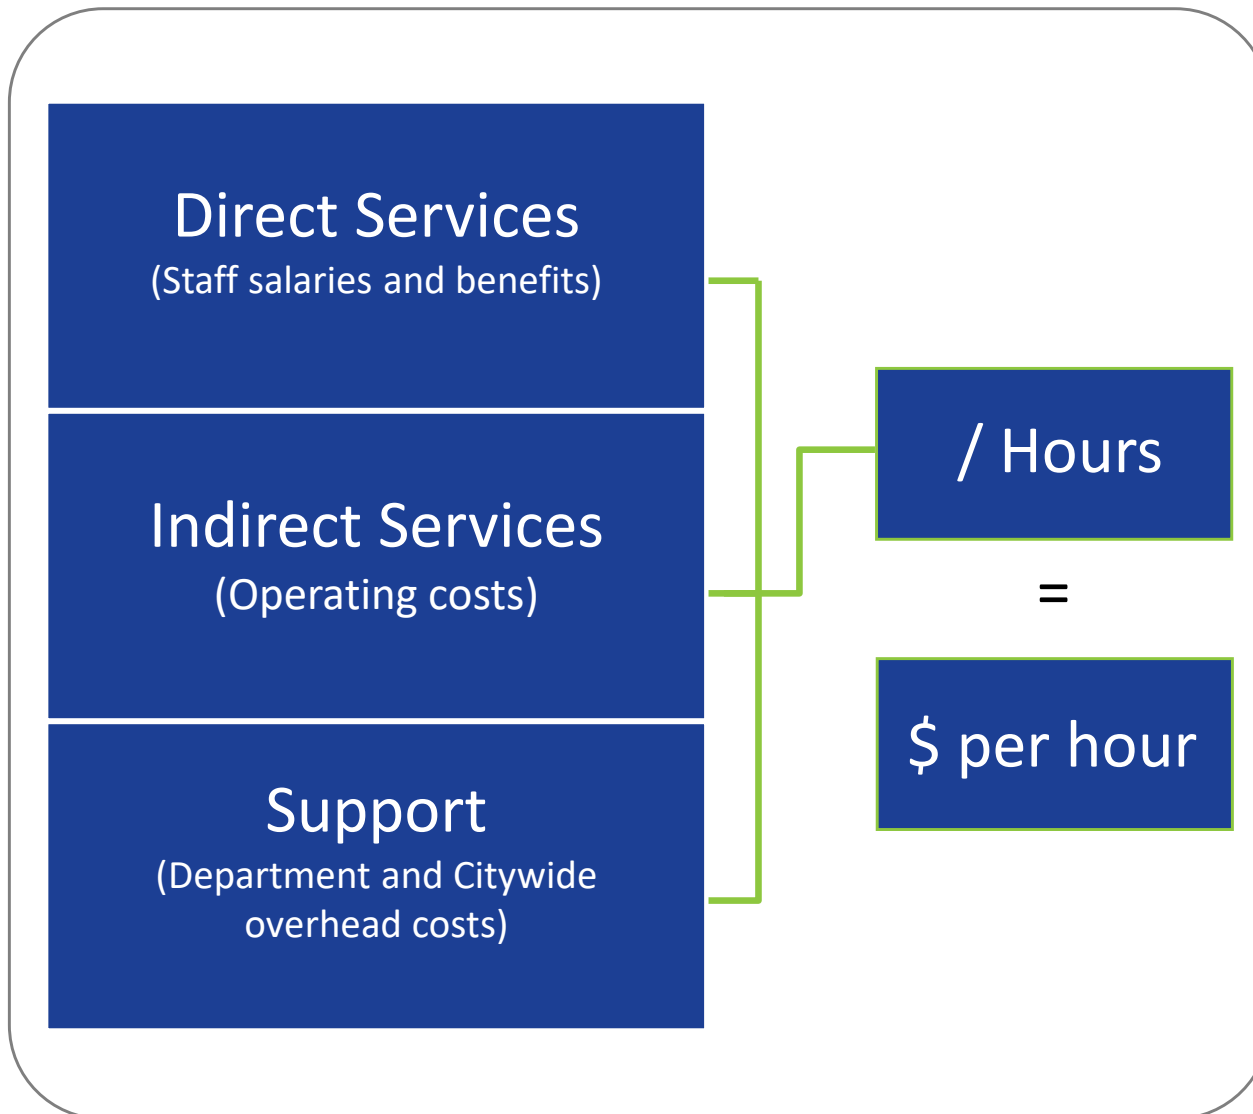 Direct Services
(Staff salaries and benefits)
Indirect Services
(Operating costs)
Support
(Department and Citywide
overhead costs)
/ Hours
=
$ per hour